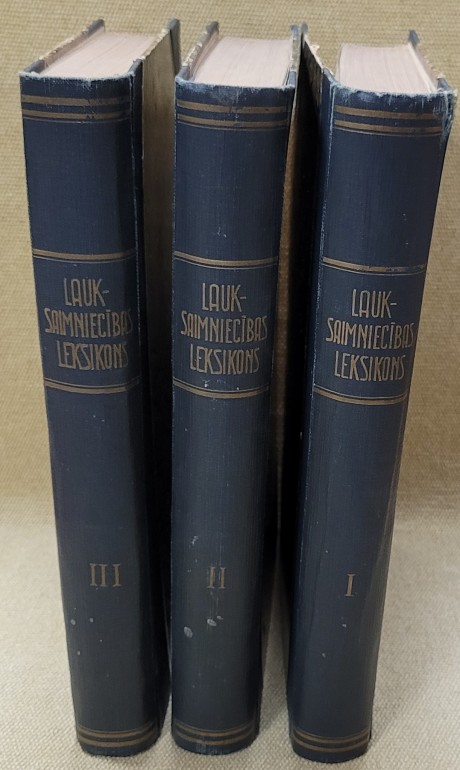 LAUK-
SAIMNIECĪBAS
LEKSIKONS
III
LAUK-
SAIMNIECĪBAS
LEKSIKONS
II
LAUK-
SAIMNIECĪBAS
LEKSIKONS
I